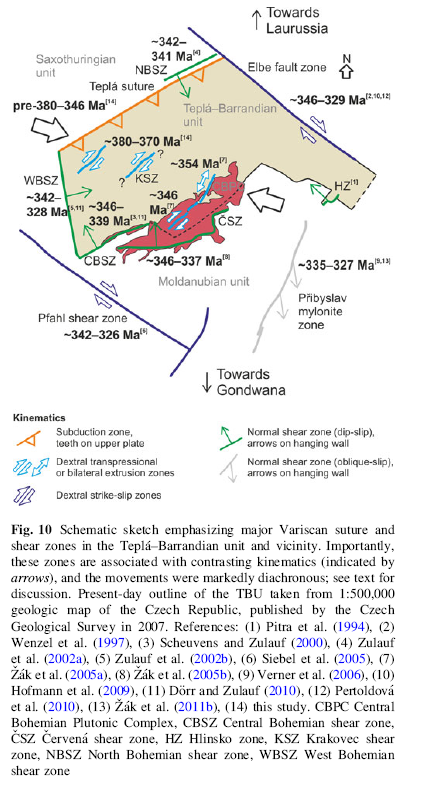 Towards
Laurussia
~342–
341 Ma[4]
Saxothuringian
unit
NBSZ
Elbe fault zone
N
Teplá suture
pre-380–346 Ma[14]
Teplá–Barrandian
unit
~346–329 Ma[2,10,12]
~380–370 Ma[14]
?
?
KSZ
~354 Ma[7]
CBPC
WBSZ
HZ[1]
~342–
328 Ma[5,11]
~346–
339 Ma[3,11]
~346
Ma[7]
ČSZ
CBSZ
~346–337 Ma[8]
~335–327 Ma[9,13]
Moldanubian unit
Přibyslav
mylonite
zone
Pfahl shear zone
~342–326 Ma[6]
Towards
Gondwana
Kinematics
Subduction zone,
teeth on upper plate
Normal shear zone (dip-slip),
arrows on hanging wall
Dextral transpressional
or bilateral extrusion zones
Normal shear zone (oblique-slip),
arrows on hanging wall
Dextral strike-slip zones
Fig. 10 Schematic sketch emphasizing major Variscan suture and
shear zones in the Teplá–Barrandian unit and vicinity. Importantly,
these zones are associated with contrasting kinematics (indicated by
arrows), and the movements were markedly diachronous; see text for
discussion. Present-day outline of the TBU taken from 1:500,000
geologic map of the Czech Republic, published by the Czech
Geological Survey in 2007. References: (1) Pitra et al. (1994), (2)
Wenzel et al. (1997), (3) Scheuvens and Zulauf (2000), (4) Zulauf
et al. (2002a), (5) Zulauf et al. (2002b), (6) Siebel et al. (2005), (7)
Žák et al. (2005a), (8) Žák et al. (2005b), (9) Verner et al. (2006), (10)
Hofmann et al. (2009), (11) Dörr and Zulauf (2010), (12) Pertoldová
et al. (2010), (13) Žák et al. (2011b), (14) this study. CBPC Central
Bohemian Plutonic Complex, CBSZ Central Bohemian shear zone,
ČSZ Červená shear zone, HZ Hlinsko zone, KSZ Krakovec shear
zone, NBSZ North Bohemian shear zone, WBSZ West Bohemian
shear zone